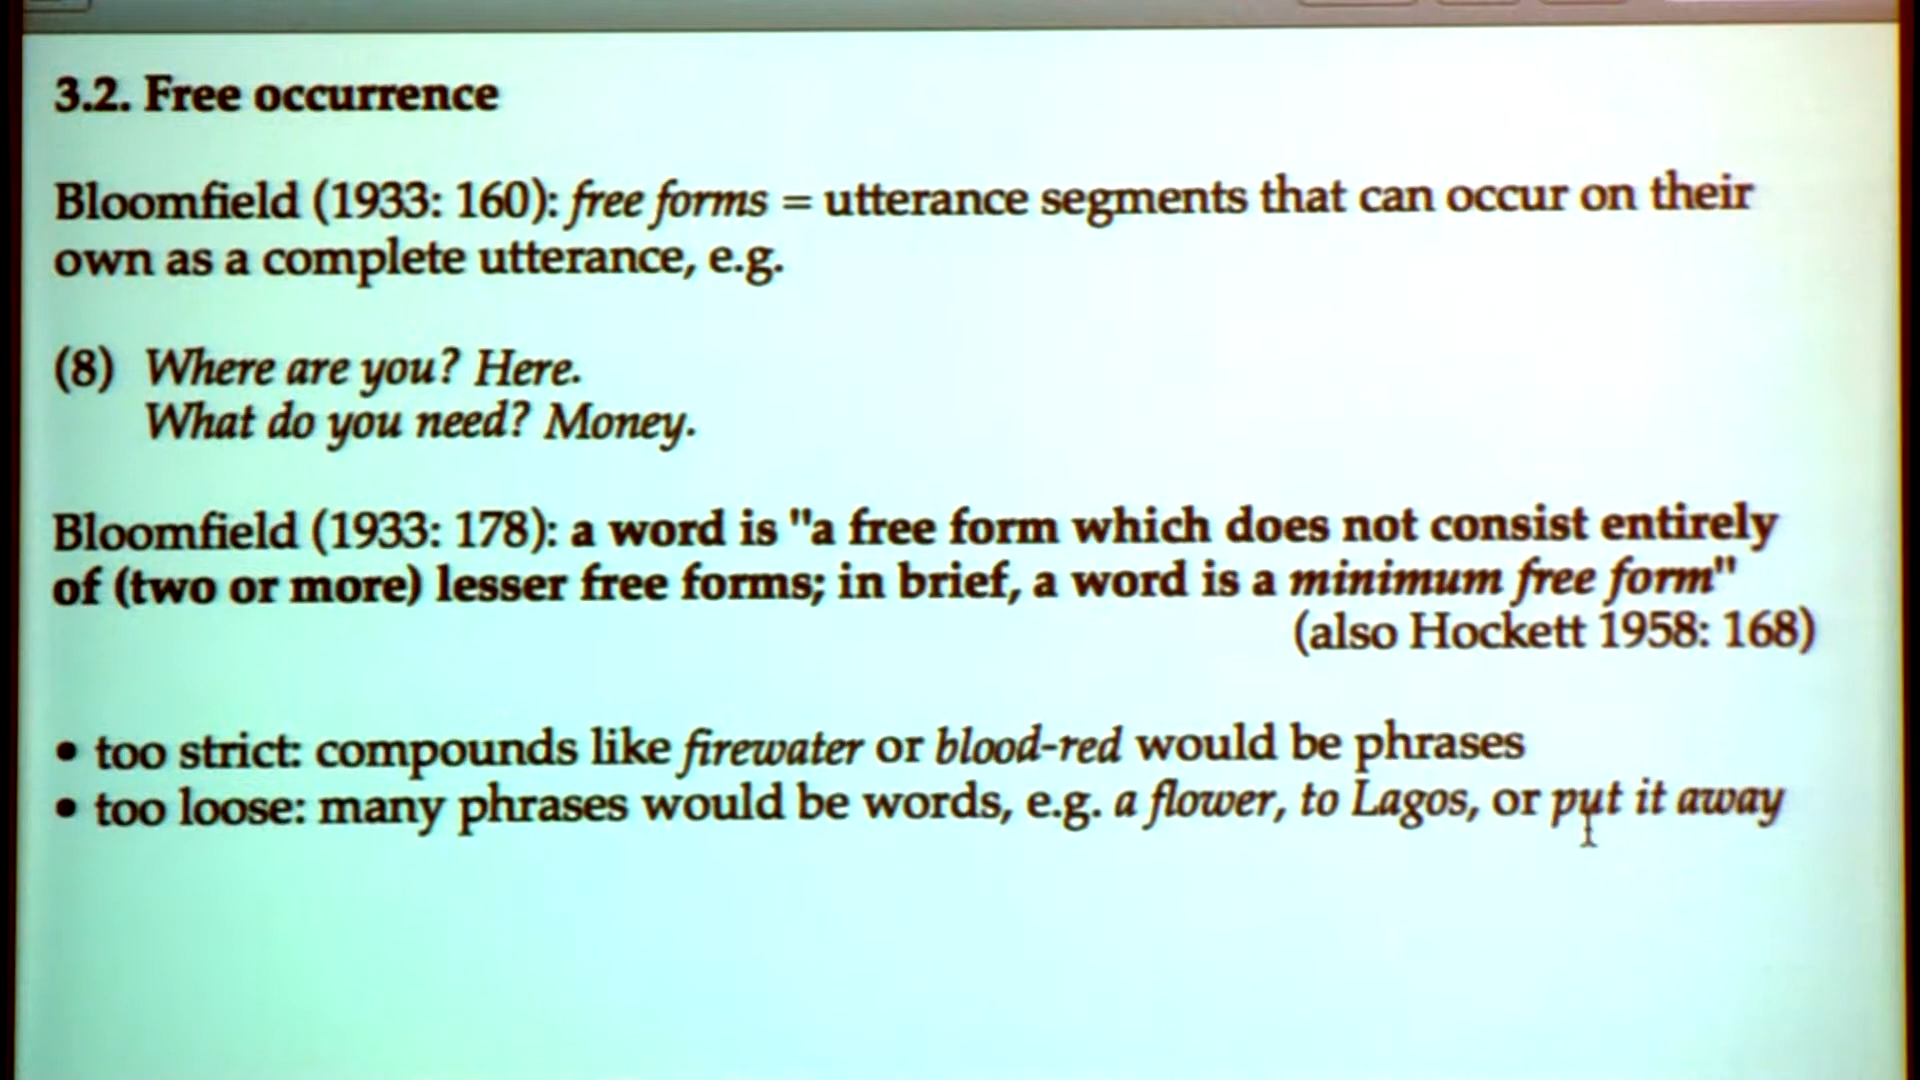 3.2. Free occurrence
Bloomfield (1933: 160): free forms = utterance segments that can occur on their
own as a complete utterance, e.g.
(8) Where are you? Here.
What do you need? Money.
Bloomfield (1933: 178): a word is "a free form which does not consist entirely
of (two or more) lesser free forms; in brief, a word is a minimum free form"
(also Hockett 1958: 168)
• too strict: compounds like firewater or blood-red would be phrases
• too loose: many phrases would be words, e.g. a flower, to Lagos, or put it away